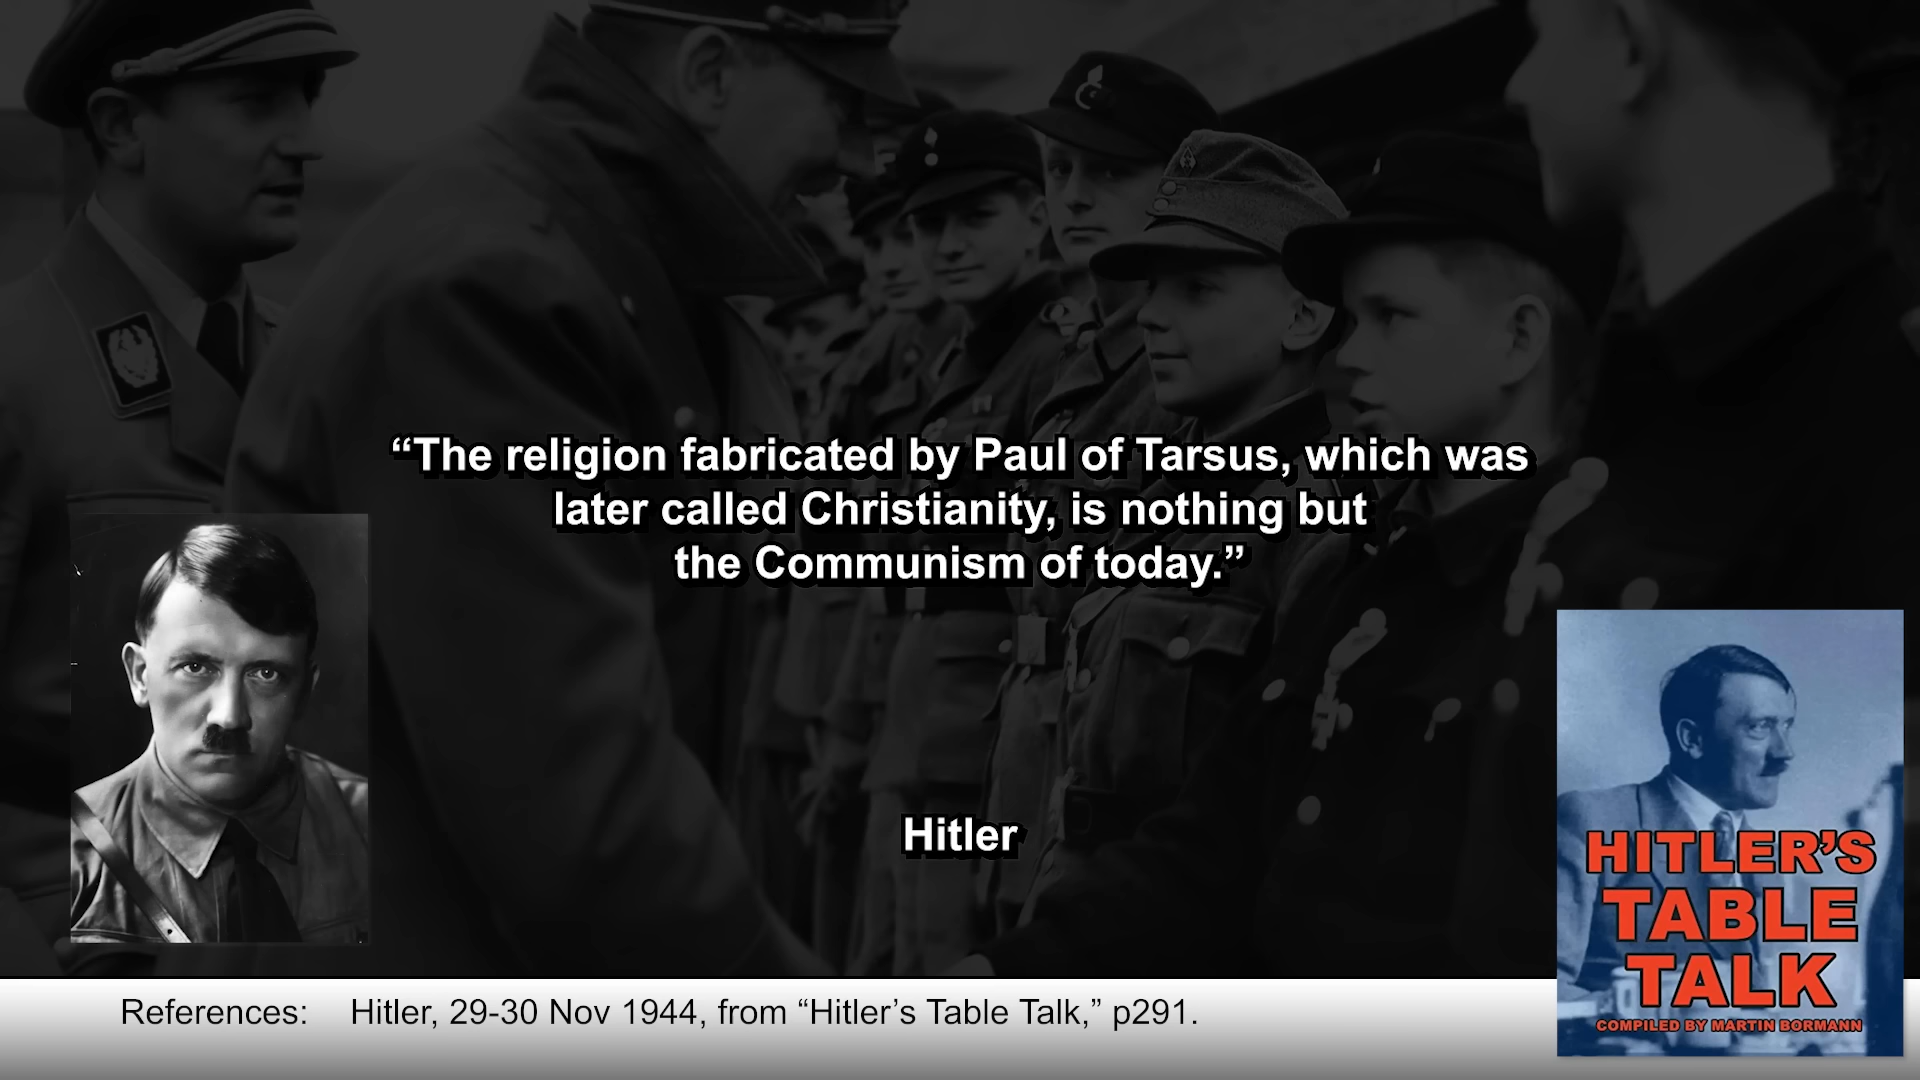 “The religion fabricated by Paul of Tarsus, which was
later called Christianity, is nothing but
the Communism of today.”
Hitler
HITLER’S
TABLE
TALK
COMPILED BY MARTIN BORMANN
References: Hitler, 29-30 Nov 1944, from “Hitler’s Table Talk,” p291.